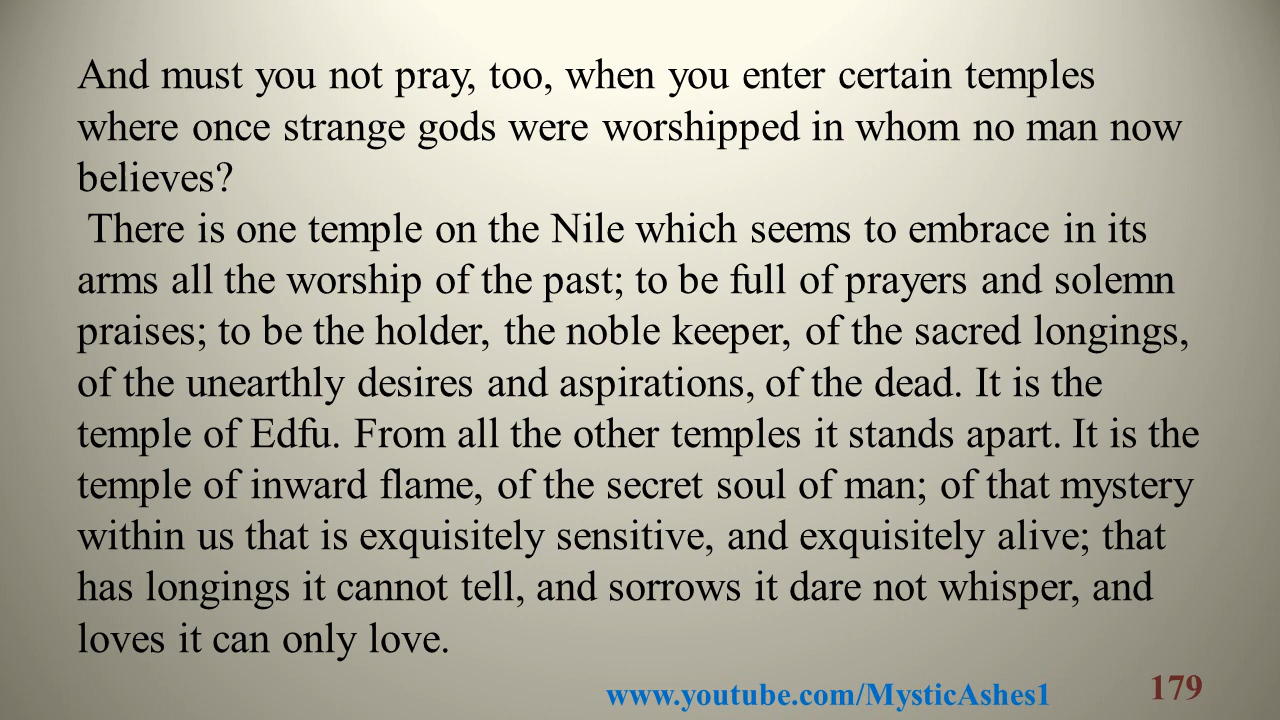 And must you not pray, too, when you enter certain temples
where once strange gods were worshipped in whom no man now
believes?
There is one temple on the Nile which seems to embrace in its
arms all the worship of the past; to be full of prayers and solemn
praises; to be the holder, the noble keeper, of the sacred longings,
of the unearthly desires and aspirations, of the dead. It is the
temple of Edfu. From all the other temples it stands apart. It is the
temple of inward flame, of the secret soul of man; of that mystery
within us that is exquisitely sensitive, and exquisitely alive; that
has longings it cannot tell, and sorrows it dare not whisper, and
loves it can only love.
www.youtube.com/MysticAshes1
179